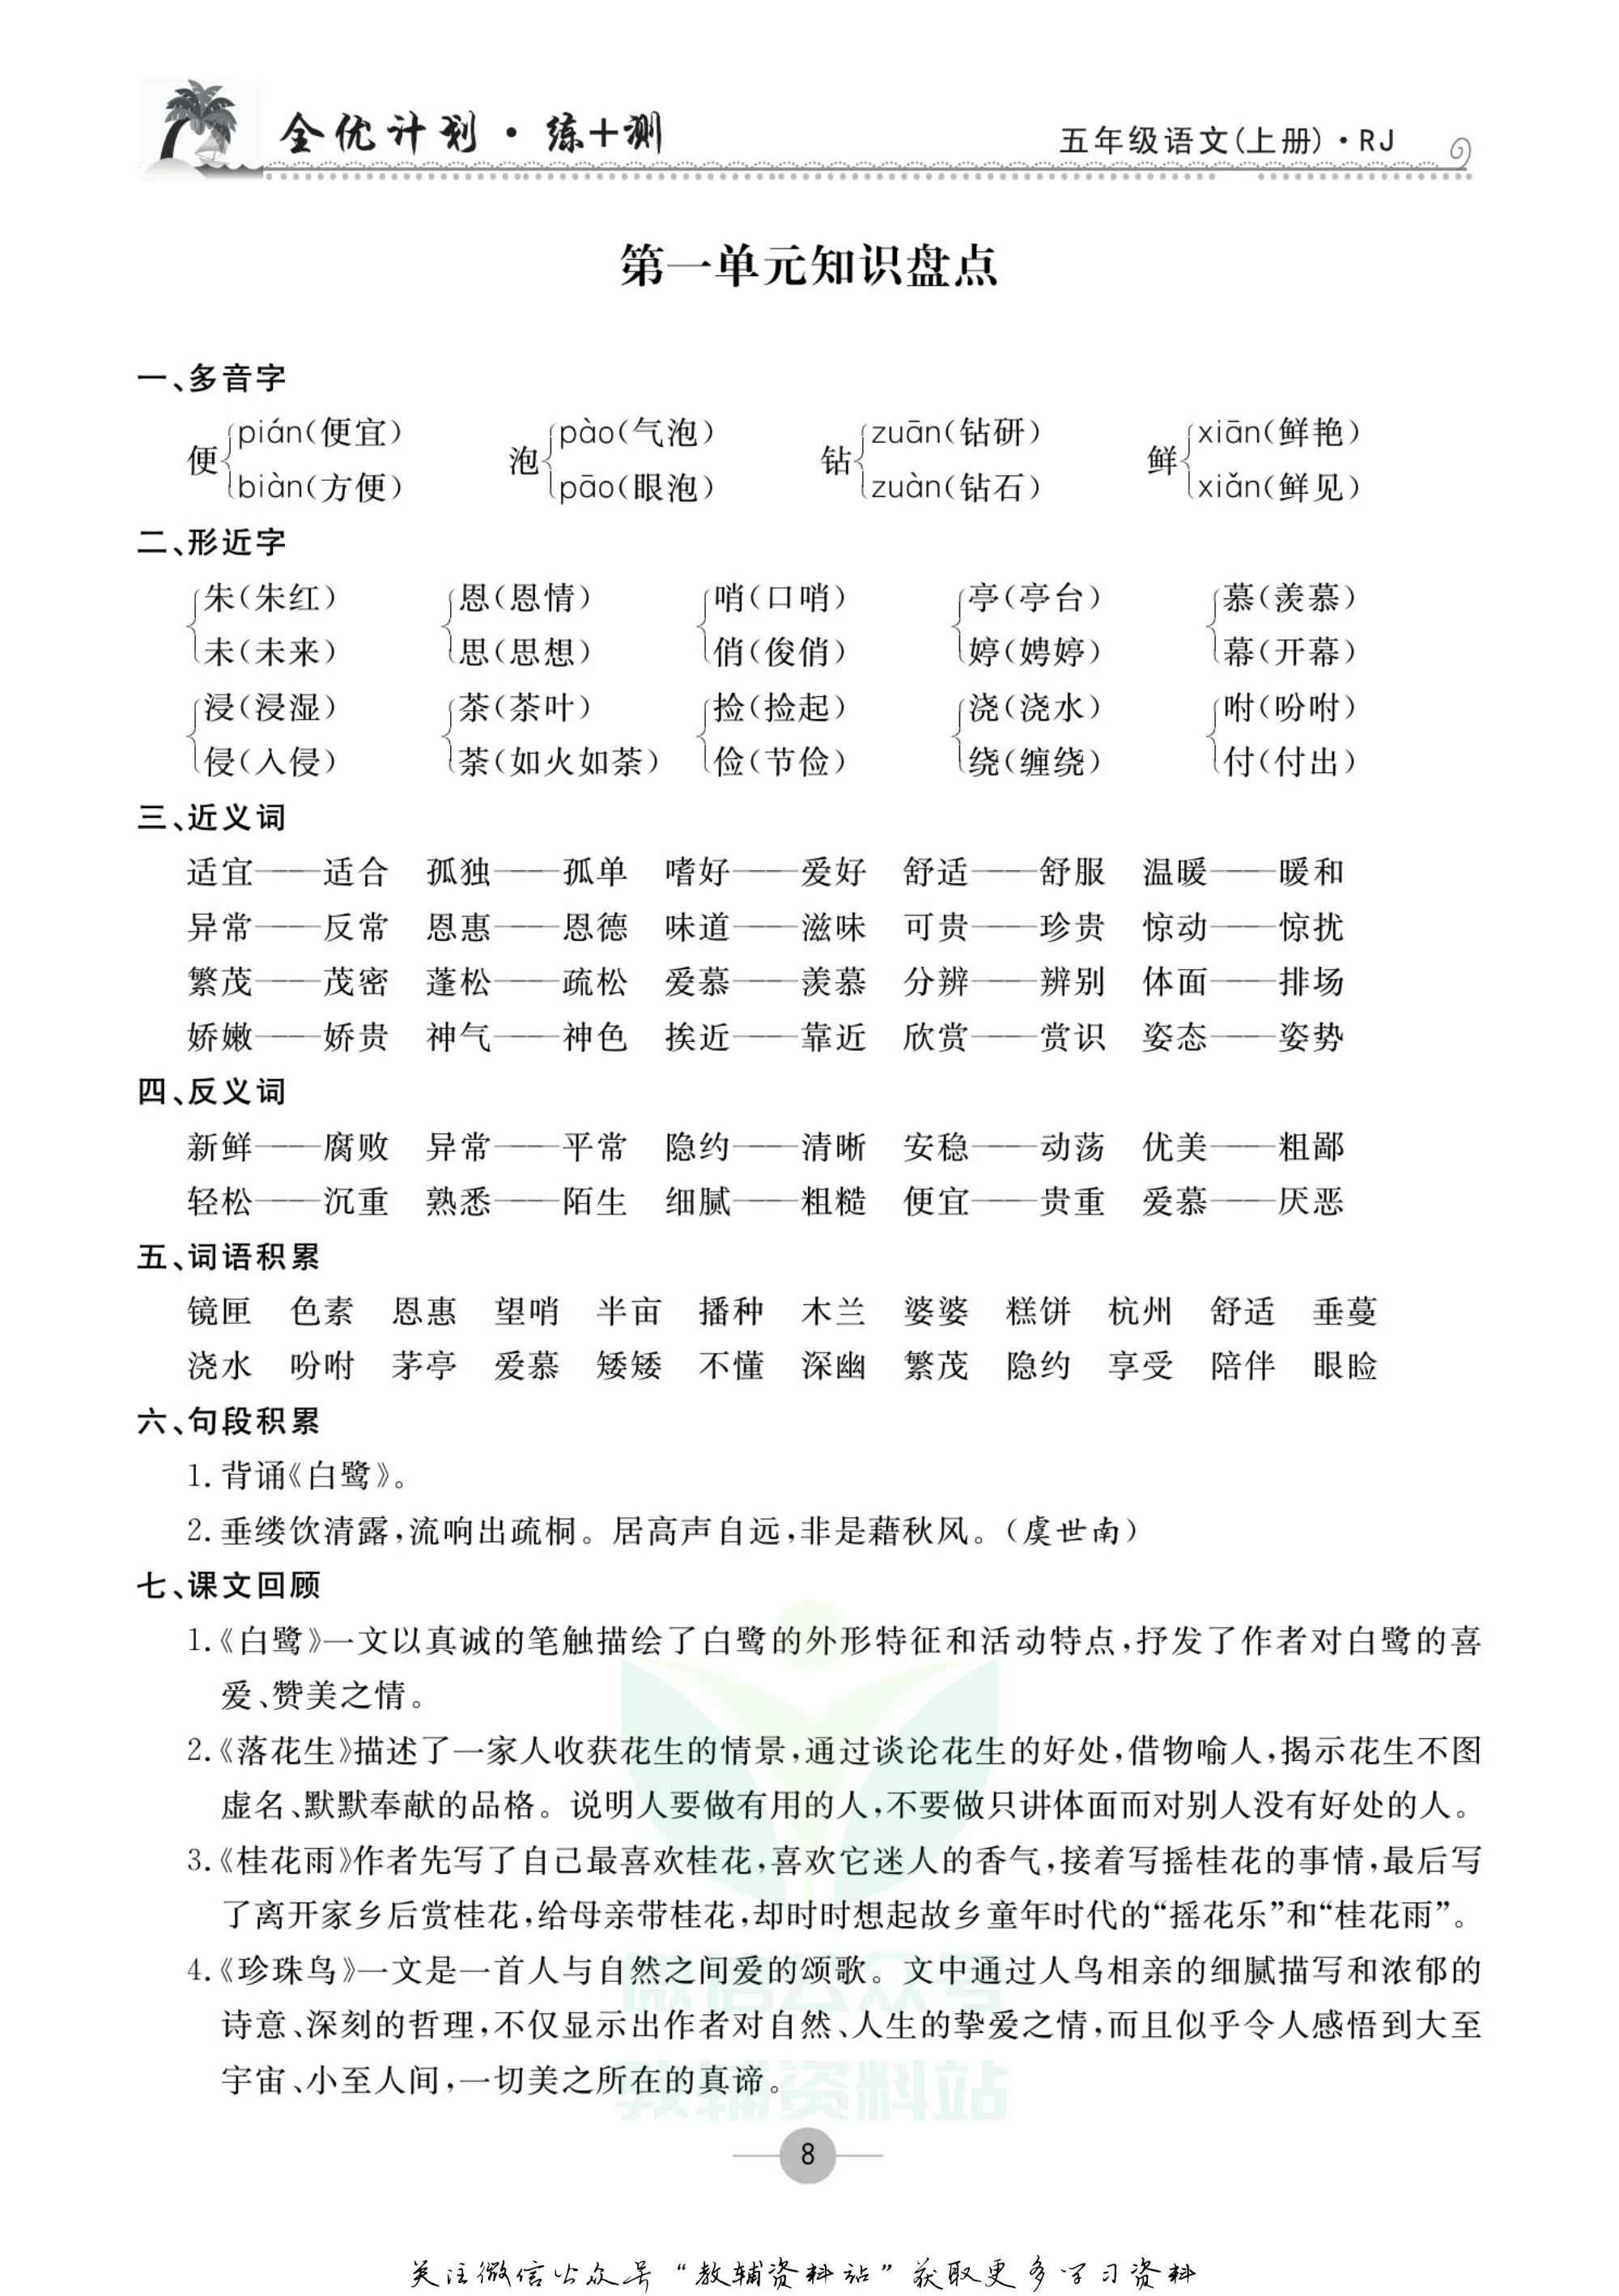 全优计划·练+测
五年级语文(上册)·RJ
第一单元知识盘点
一、多音字
便{pián(便宜) 泡{pào(气泡) 钻{zuān(钻研) 鲜{xiān(鲜艳)
biàn(方便) pāo(眼泡) zuàn(钻石) xiǎn(鲜见)
二、形近字
朱(朱红) 恩(恩情) 哨(口哨) 亭(亭台) 慕(羡慕)
未(未来) 思(思想) 俏(俊俏) 婷(娉婷) 幕(开幕)
浸(浸湿) 茶(茶叶) 捡(捡起) 浇(浇水) 咐(吩咐)
侵(入侵) 荼(如火如荼) 俭(节俭) 绕(缠绕) 付(付出)
三、近义词
适宜——适合 孤独——孤单 嗜好——爱好 舒适——舒服 温暖——暖和
异常——反常 恩惠——恩德 味道——滋味 可贵——珍贵 惊动——惊扰
繁茂——茂密 蓬松——疏松 爱慕——羡慕 分辨——辨别 体面——排场
娇嫩——娇贵 神气——神色 挨近——靠近 欣赏——赏识 姿态——姿势
四、反义词
新鲜——腐败 异常——平常 隐约——清晰 安稳——动荡 优美——粗鄙
轻松——沉重 熟悉——陌生 细腻——粗糙 便宜——贵重 爱慕——厌恶
五、词语积累
镜匣 色素 恩惠 望哨 半亩 播种 木兰 婆婆 糕饼 杭州 舒适 垂蔓
浇水 吩咐 茅亭 爱慕 矮矮 不懂 深幽 繁茂 隐约 享受 陪伴 眼睑
六、句段积累
1. 背诵《白鹭》。
2. 垂缕饮清露,流响出疏桐。居高声自远,非是藉秋风。(虞世南)
七、课文回顾
1.《白鹭》一文以真诚的笔触描绘了白鹭的外形特征和活动特点,抒发了作者对白鹭的喜
爱、赞美之情。
2.《落花生》描述了一家人收获花生的情景,通过谈论花生的好处,借物喻人,揭示花生不图
虚名、默默奉献的品格。说明人要做有用的人,不要做只讲体面而对别人没有好处的人。
3.《桂花雨》作者先写了自己最喜欢桂花,喜欢它迷人的香气,接着写摇桂花的事情,最后写
了离开家乡后赏桂花,给母亲带桂花,却时时想起故乡童年时代的“摇花乐”和“桂花雨”。
4.《珍珠鸟》一文是一首人与自然之间爱的颂歌。文中通过人鸟相亲的细腻描写和浓郁的
诗意、深刻的哲理,不仅显示出作者对自然、人生的挚爱之情,而且似乎令人感悟到大至
宇宙、小至人间,一切美之所在的真谛。
微信公众号
教辅资料站
8
关注微信公众号“教辅资料站”获取更多学习资料